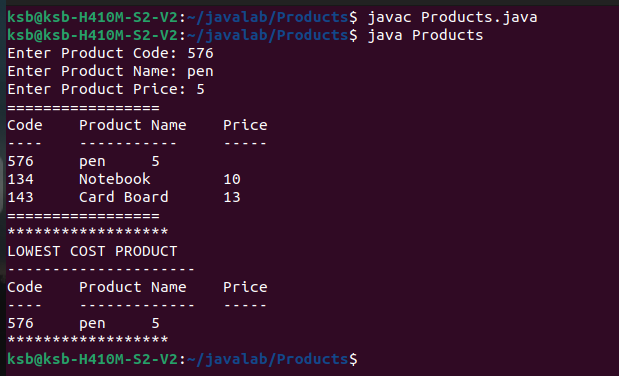 ksb@ksb-H410M-S2-V2:~/javalab/Products$ javac Products.java
ksb@ksb-H410M-S2-V2:~/javalab/Products$ java Products
Enter Product Code: 576
Enter Product Name: pen
Enter Product Price: 5
=================
Code    Product Name    Price
----    -----------     -----
576     pen     5
134     Notebook        10
143     Card Board      13
=================
******************
LOWEST COST PRODUCT
---------------------
Code    Product Name    Price
----    -------------   -----
576     pen     5
******************
ksb@ksb-H410M-S2-V2:~/javalab/Products$